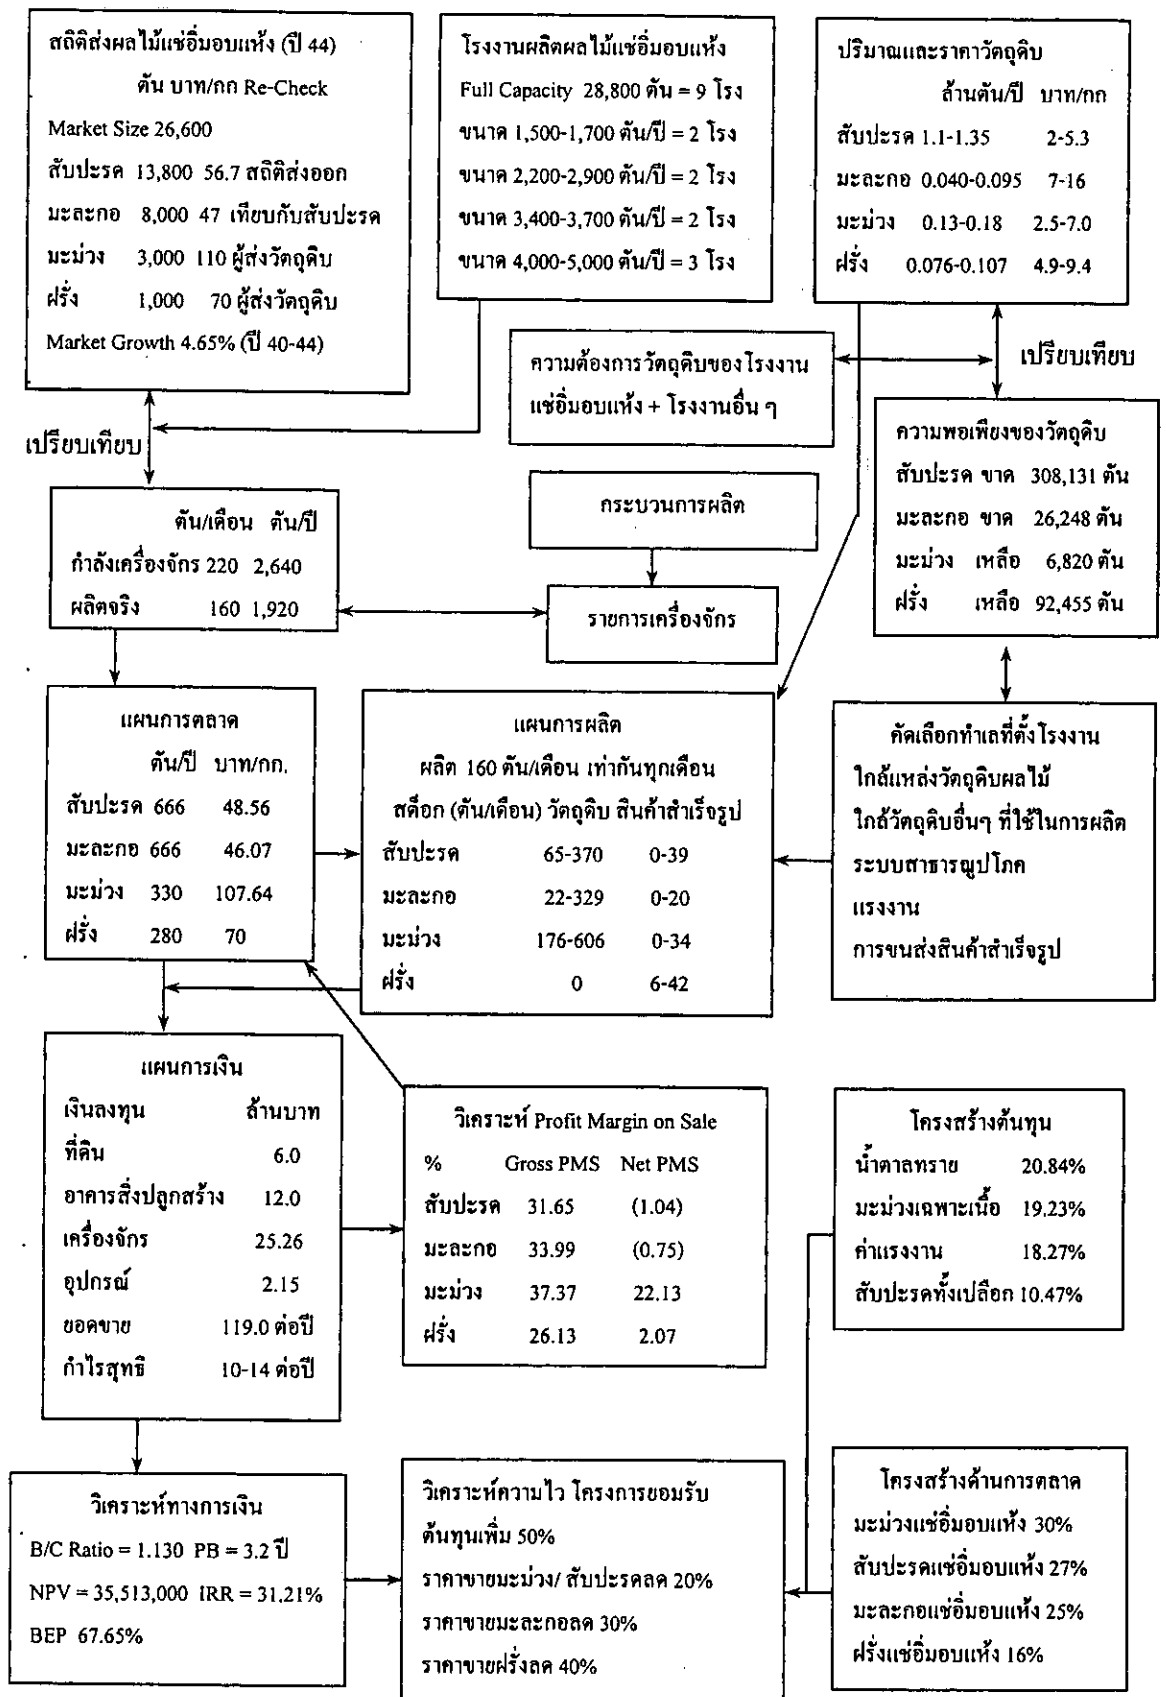 สถิติส่งผลไม้แช่อิ่มอบแห้ง (ปี 44)
ตัน บาท/กก Re-Check
Market Size 26,600
สับปะรด 13,800 56.7 สถิติส่งออก
มะละกอ 8,000 47 เทียบกับสับปะรด
มะม่วง 3,000 110 ผู้ส่งวัตถุดิบ
ฝรั่ง 1,000 70 ผู้ส่งวัตถุดิบ
Market Growth 4.65% (ปี 40-44)
โรงงานผลิตผลไม้แช่อิ่มอบแห้ง
Full Capacity 28,800 ตัน = 9 โรง
ขนาด 1,500-1,700 ตัน/ปี = 2 โรง
ขนาด 2,200-2,900 ตัน/ปี = 2 โรง
ขนาด 3,400-3,700 ตัน/ปี = 2 โรง
ขนาด 4,000-5,000 ตัน/ปี = 3 โรง
ปริมาณและราคาวัตถุดิบ
ล้านตัน/ปี บาท/กก
สับปะรด 1.1-1.35 2-5.3
มะละกอ 0.040-0.095 7-16
มะม่วง 0.13-0.18 2.5-7.0
ฝรั่ง 0.076-0.107 4.9-9.4
ความต้องการวัตถุดิบของโรงงาน
แช่อิ่มอบแห้ง + โรงงานอื่น ๆ
เปรียบเทียบ
เปรียบเทียบ
ความพอเพียงของวัตถุดิบ
สับปะรด ขาด 308,131 ตัน
มะละกอ ขาด 26,248 ตัน
มะม่วง เหลือ 6,820 ตัน
ฝรั่ง เหลือ 92,455 ตัน
ตัน/เดือน ตัน/ปี
กำลังเครื่องจักร 220 2,640
ผลิตจริง 160 1,920
กระบวนการผลิต
รายการเครื่องจักร
แผนการตลาด
ตัน/ปี บาท/กก.
สับปะรด 666 48.56
มะละกอ 666 46.07
มะม่วง 330 107.64
ฝรั่ง 280 70
แผนการผลิต
ผลิต 160 ตัน/เดือน เท่ากันทุกเดือน
สต็อก (ตัน/เดือน) วัตถุดิบ สินค้าสำเร็จรูป
สับปะรด 65-370 0-39
มะละกอ 22-329 0-20
มะม่วง 176-606 0-34
ฝรั่ง 0 6-42
คัดเลือกทำเลที่ตั้งโรงงาน
ใกล้แหล่งวัตถุดิบผลไม้
ใกล้วัตถุดิบอื่นๆ ที่ใช้ในการผลิต
ระบบสาธารณูปโภค
แรงงาน
การขนส่งสินค้าสำเร็จรูป
แผนการเงิน
เงินลงทุน ล้านบาท
ที่ดิน 6.0
อาคารสิ่งปลูกสร้าง 12.0
เครื่องจักร 25.26
อุปกรณ์ 2.15
ยอดขาย 119.0 ต่อปี
กำไรสุทธิ 10-14 ต่อปี
วิเคราะห์ Profit Margin on Sale
% Gross PMS Net PMS
สับปะรด 31.65 (1.04)
มะละกอ 33.99 (0.75)
มะม่วง 37.37 22.13
ฝรั่ง 26.13 2.07
โครงสร้างต้นทุน
น้ำตาลทราย 20.84%
มะม่วงเฉพาะเนื้อ 19.23%
ค่าแรงงาน 18.27%
สับปะรดทั้งเปลือก 10.47%
วิเคราะห์ทางการเงิน
B/C Ratio = 1.130 PB = 3.2 ปี
NPV = 35,513,000 IRR = 31.21%
BEP 67.65%
วิเคราะห์ความไว โครงการยอมรับ
ต้นทุนเพิ่ม 50%
ราคาขายมะม่วง/ สับปะรดลด 20%
ราคาขายมะละกอลด 30%
ราคาขายฝรั่งลด 40%
โครงสร้างด้านการตลาด
มะม่วงแช่อิ่มอบแห้ง 30%
สับปะรดแช่อิ่มอบแห้ง 27%
มะละกอแช่อิ่มอบแห้ง 25%
ฝรั่งแช่อิ่มอบแห้ง 16%